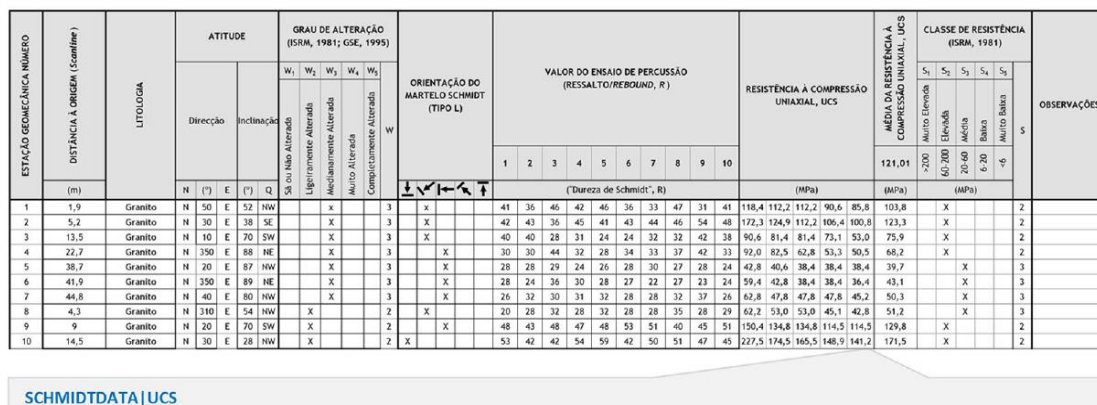 ESTAÇÃO GEOMECÂNICA NÚMERO
DISTÂNCIA À ORIGEM (Scanline)
(m)
LITOLOGIA
ATITUDE
Direcção Inclinação
N (°) E (°) Q
GRAU DE ALTERAÇÃO
(ISRM, 1981; GSE, 1995)
W₁ W₂ W₃ W₄ W₅
Sã ou Não Alterada
Ligeiramente Alterada
Medianamente Alterada
Muito Alterada
Completamente Alterada
W
ORIENTAÇÃO DO
MARTELO SCHMIDT
(TIPO L)
VALOR DO ENSAIO DE PERCUSSÃO
(RESSALTO/REBOUND, R)
1 2 3 4 5 6 7 8 9 10
("Dureza de Schmidt", R)
RESISTÊNCIA À COMPRESSÃO
UNIAXIAL, UCS
(MPa)
MÉDIA DA RESISTÊNCIA À
COMPRESSÃO UNIAXIAL, UCS
121,01
(MPa)
CLASSE DE RESISTÊNCIA
(ISRM, 1981)
S₁ S₂ S₃ S₄ S₅
Muito Elevada
Elevada
Média
Baixa
Muito Baixa
>200 60-200 20-60 6-20 <6
(MPa)
S
OBSERVAÇÕES
1 1,9 Granito N 50 E 52 NW x 3 x 41 36 46 42 46 36 33 47 31 41 118,4 112,2 112,2 90,6 85,8 103,8 X 2
2 5,2 Granito N 30 E 38 SE X 3 X 42 43 36 45 41 43 44 46 54 48 172,3 124,9 112,2 106,4 100,8 123,3 X 2
3 13,5 Granito N 10 E 70 SW X 3 X 40 40 28 31 24 24 32 32 42 38 90,6 81,4 81,4 73,1 53,0 75,9 X 2
4 22,7 Granito N 350 E 88 NE X 3 X 30 30 44 32 28 34 33 37 42 33 92,0 82,5 62,8 53,3 50,5 68,2 X 2
5 38,7 Granito N 20 E 87 NW X 3 X 28 28 29 24 26 28 30 27 28 24 42,8 40,6 38,4 38,4 38,4 39,7 X 3
6 41,9 Granito N 350 E 89 NE X 3 X 28 24 36 30 28 27 22 27 23 24 59,4 42,8 38,4 38,4 36,4 43,1 X 3
7 44,8 Granito N 40 E 80 NW X 3 X 26 32 30 31 32 28 28 32 37 26 62,8 47,8 47,8 47,8 45,2 50,3 X 3
8 4,3 Granito N 310 E 54 NW X 2 X 20 28 32 28 32 28 28 35 28 29 62,2 53,0 53,0 45,1 42,8 51,2 X 3
9 9 Granito N 20 E 70 SW X 2 X 48 43 48 47 48 53 51 40 45 51 150,4 134,8 134,8 114,5 114,5 129,8 X 2
10 14,5 Granito N 30 E 28 NW X 2 X 53 42 42 54 59 42 50 51 47 45 227,5 174,5 165,5 148,9 141,2 171,5 X 2
SCHMIDTDATA|UCS